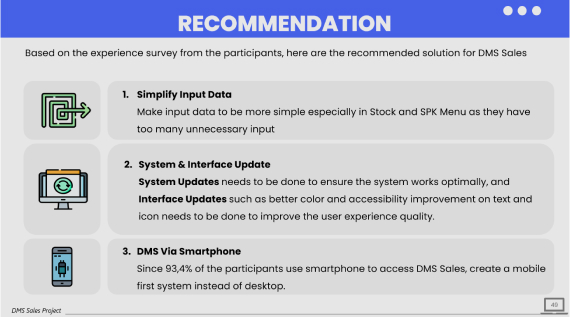 RECOMMENDATION
Based on the experience survey from the participants, here are the recommended solution for DMS Sales
1. Simplify Input Data
Make input data to be more simple especially in Stock and SPK Menu as they have
too many unnecessary input
2. System & Interface Update
System Updates needs to be done to ensure the system works optimally, and
Interface Updates such as better color and accessibility improvement on text and
icon needs to be done to improve the user experience quality.
3. DMS Via Smartphone
Since 93,4% of the participants use smartphone to access DMS Sales, create a mobile
first system instead of desktop.
DMS Sales Project